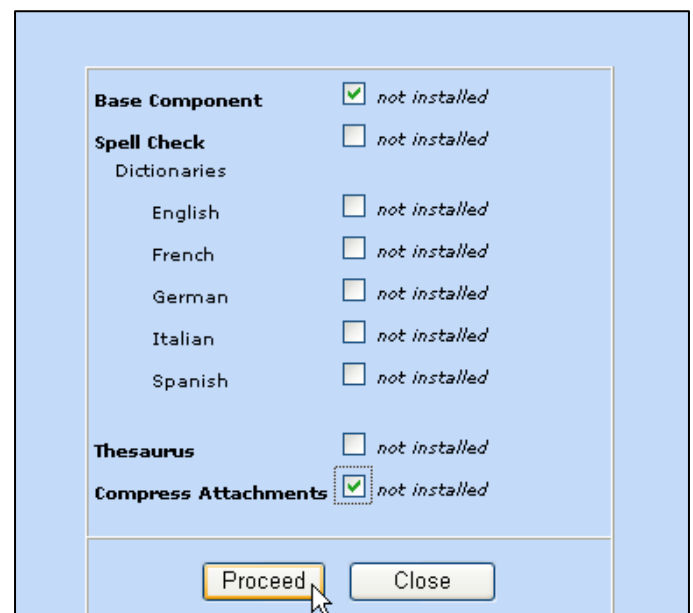 Base Component not installed
Spell Check not installed
Dictionaries
English not installed
French not installed
German not installed
Italian not installed
Spanish not installed
Thesaurus not installed
Compress Attachments not installed
Proceed Close